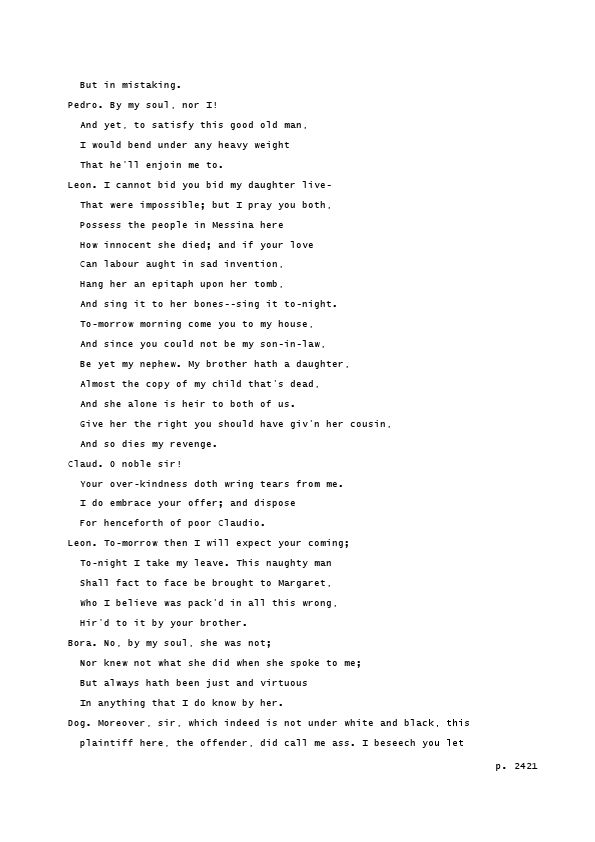 But in mistaking.
Pedro. By my soul, nor I!
And yet, to satisfy this good old man,
I would bend under any heavy weight
That he'll enjoin me to.
Leon. I cannot bid you bid my daughter live-
That were impossible; but I pray you both,
Possess the people in Messina here
How innocent she died; and if your love
Can labour aught in sad invention,
Hang her an epitaph upon her tomb,
And sing it to her bones--sing it to-night.
To-morrow morning come you to my house,
And since you could not be my son-in-law,
Be yet my nephew. My brother hath a daughter,
Almost the copy of my child that's dead,
And she alone is heir to both of us.
Give her the right you should have giv'n her cousin,
And so dies my revenge.
Claud. O noble sir!
Your over-kindness doth wring tears from me.
I do embrace your offer; and dispose
For henceforth of poor Claudio.
Leon. To-morrow then I will expect your coming;
To-night I take my leave. This naughty man
Shall fact to face be brought to Margaret,
Who I believe was pack'd in all this wrong,
Hir'd to it by your brother.
Bora. No, by my soul, she was not;
Nor knew not what she did when she spoke to me;
But always hath been just and virtuous
In anything that I do know by her.
Dog. Moreover, sir, which indeed is not under white and black, this
plaintiff here, the offender, did call me ass. I beseech you let
p. 2421